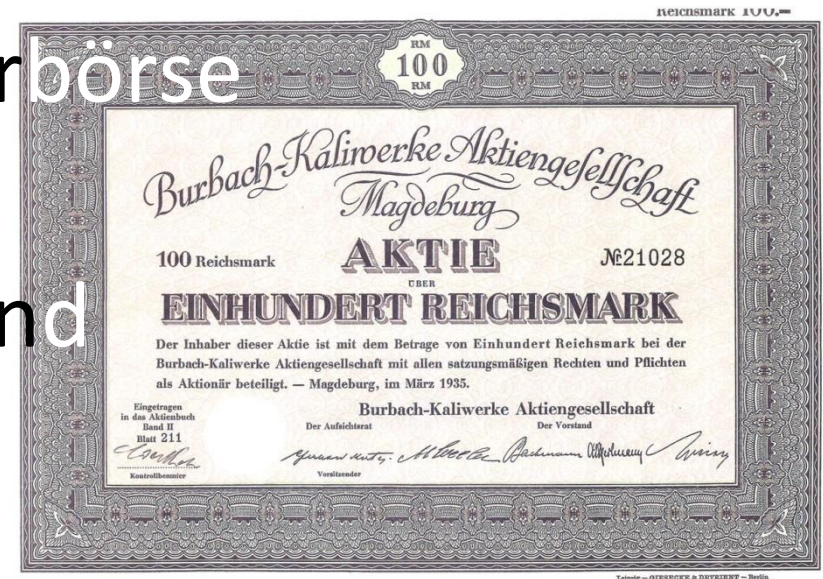 Reichsmark 100.—
rbörse
RM
100
RM
Burbach-Kaliwerke Aktiengesellschaft
Magdeburg
100 Reichsmark AKTIE № 21028
ÜBER
EINHUNDERT REICHSMARK
nd
Der Inhaber dieser Aktie ist mit dem Betrage von Einhundert Reichsmark bei der
Burbach-Kaliwerke Aktiengesellschaft mit allen satzungsmäßigen Rechten und Pflichten
als Aktionär beteiligt. — Magdeburg, im März 1935.
Eingetragen
in das Aktienbuch
Band II
Blatt 211
Kontrollbeamter
Burbach-Kaliwerke Aktiengesellschaft
Der Aufsichtsrat Der Vorstand
Vorsitzender
Leipzig — GIESECKE & DEVRIENT — Berlin